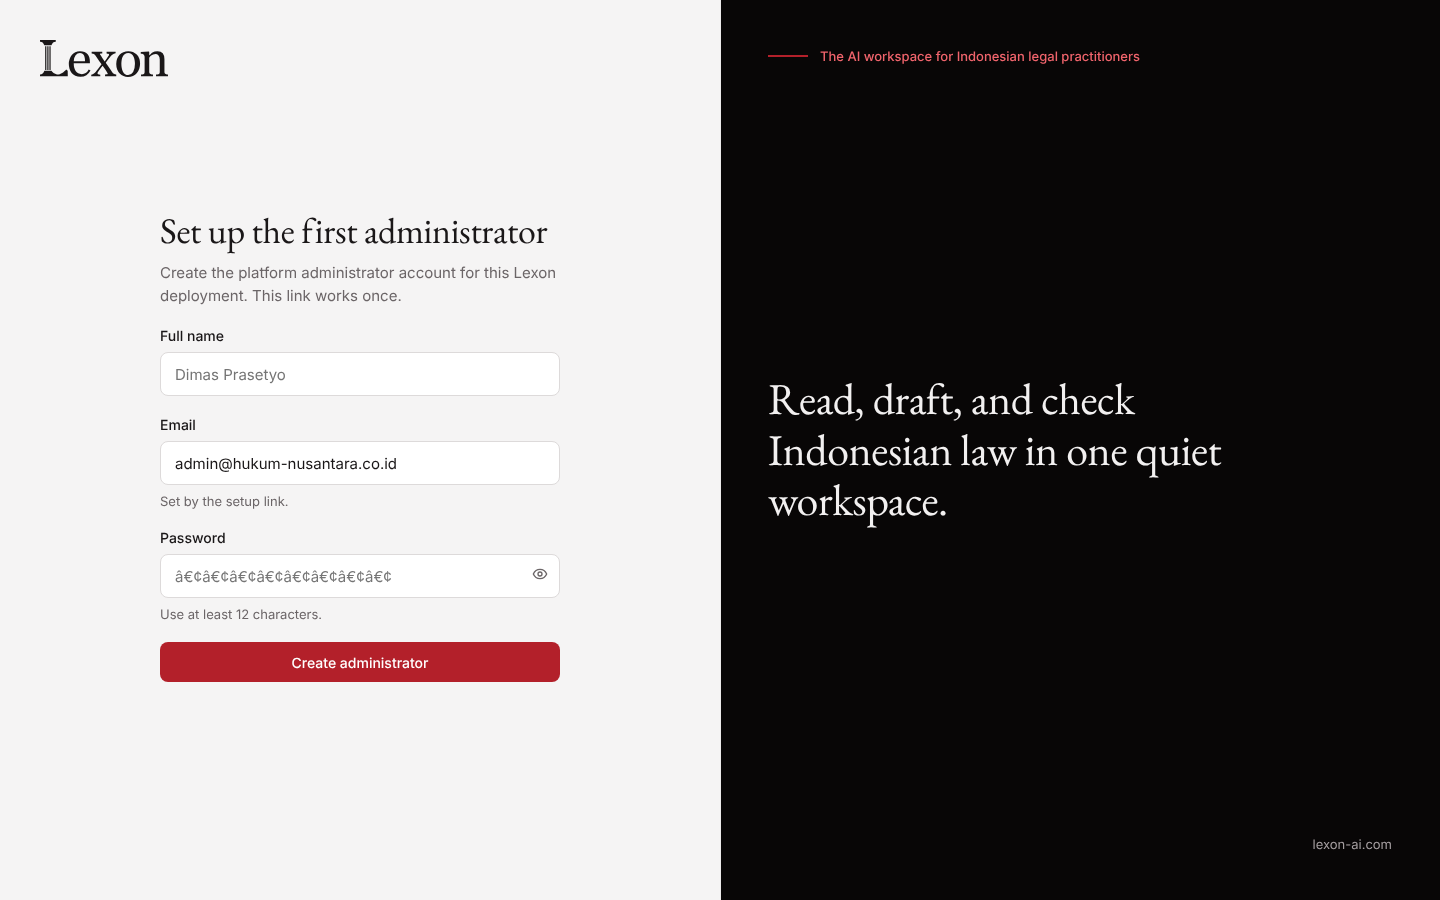 Lexon
Set up the first administrator
Create the platform administrator account for this Lexon
deployment. This link works once.
Full name
Dimas Prasetyo
Email
admin@hukum-nusantara.co.id
Set by the setup link.
Password
•••••••••
Use at least 12 characters.
Create administrator
The AI workspace for Indonesian legal practitioners
Read, draft, and check
Indonesian law in one quiet
workspace.
lexon-ai.com